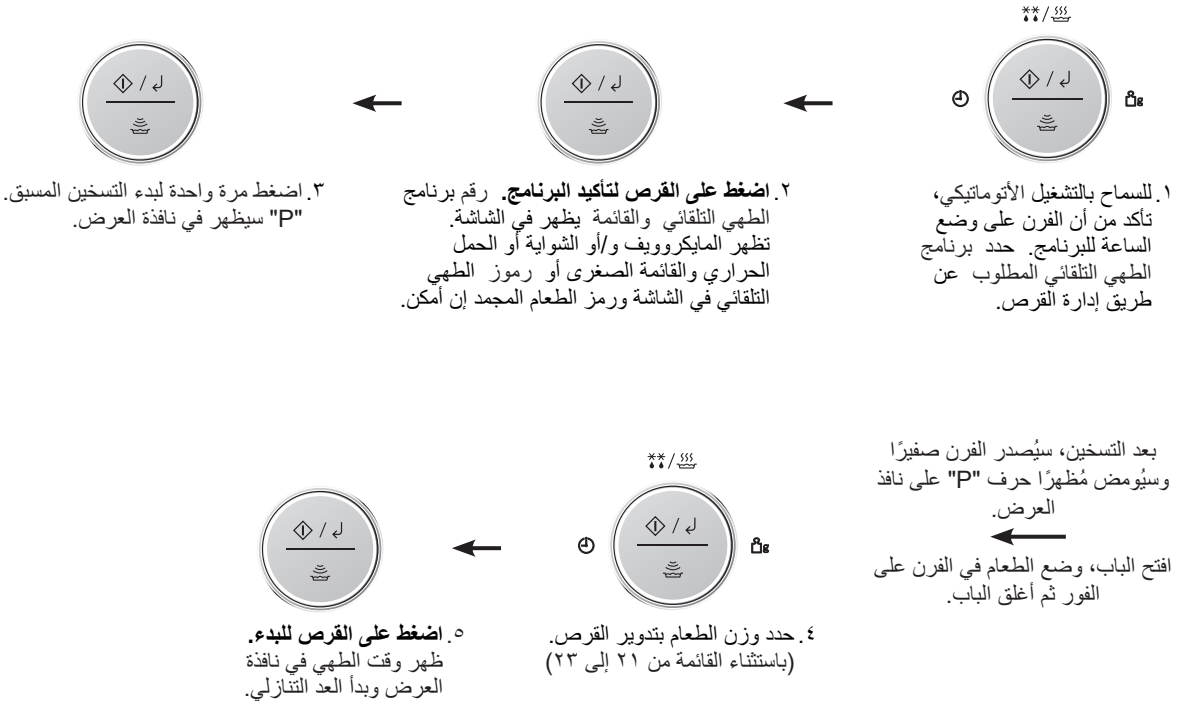 ١. للسماح بالتشغيل الأتوماتيكي،
تأكد من أن الفرن على وضع
الساعة للبرنامج. حدد برنامج
الطهي التلقائي المطلوب عن
طريق إدارة القرص.
٢. اضغط على القرص لتأكيد البرنامج. رقم برنامج
الطهي التلقائي والقائمة يظهر في الشاشة.
تظهر المايكروويف و/أو الشواية أو الحمل
الحراري والقائمة الصغرى أو رموز الطهي
التلقائي في الشاشة ورمز الطعام المجمد إن أمكن.
٣. اضغط مرة واحدة لبدء التسخين المسبق.
"P" سيظهر في نافذة العرض.
بعد التسخين، سيُصدر الفرن صفيرًا
وسيُومض مُظهرًا حرف "P" على نافذ
العرض.
افتح الباب، وضع الطعام في الفرن على
الفور ثم أغلق الباب.
٤. حدد وزن الطعام بتدوير القرص.
(باستثناء القائمة من ٢١ إلى ٢٣)
٥. اضغط على القرص للبدء.
ظهر وقت الطهي في نافذة
العرض وبدأ العد التنازلي.